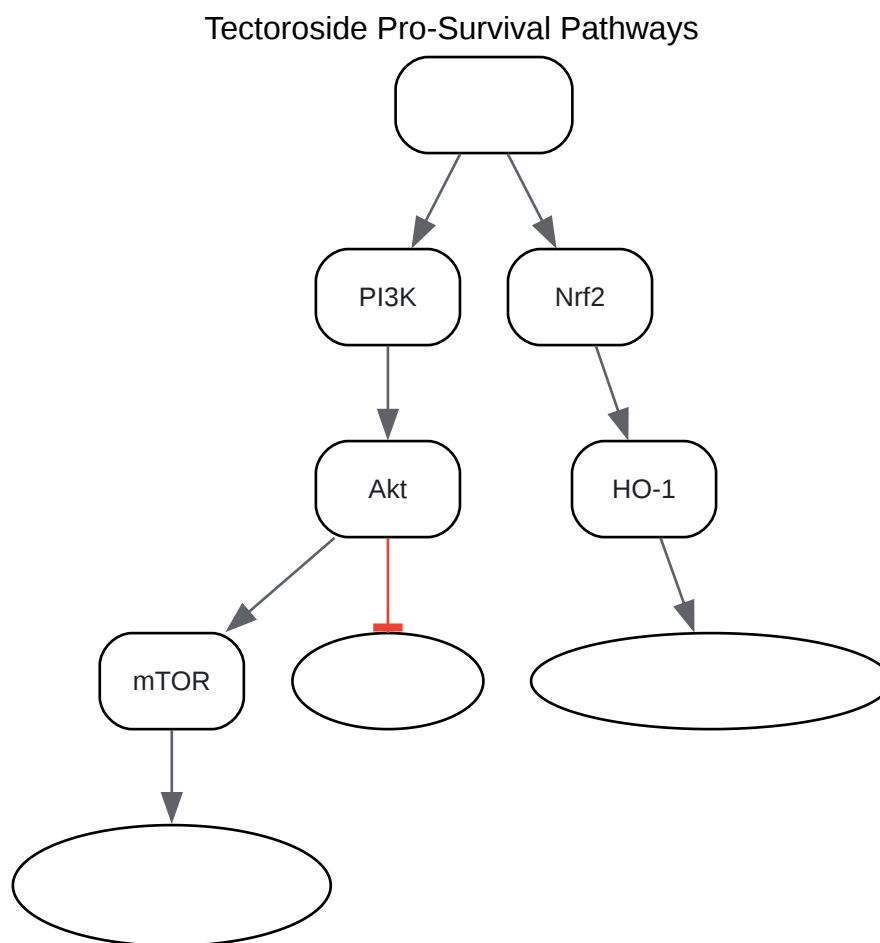 Tectoroside Pro-Survival Pathways
PI3K
Nrf2
Akt
HO-1
mTOR